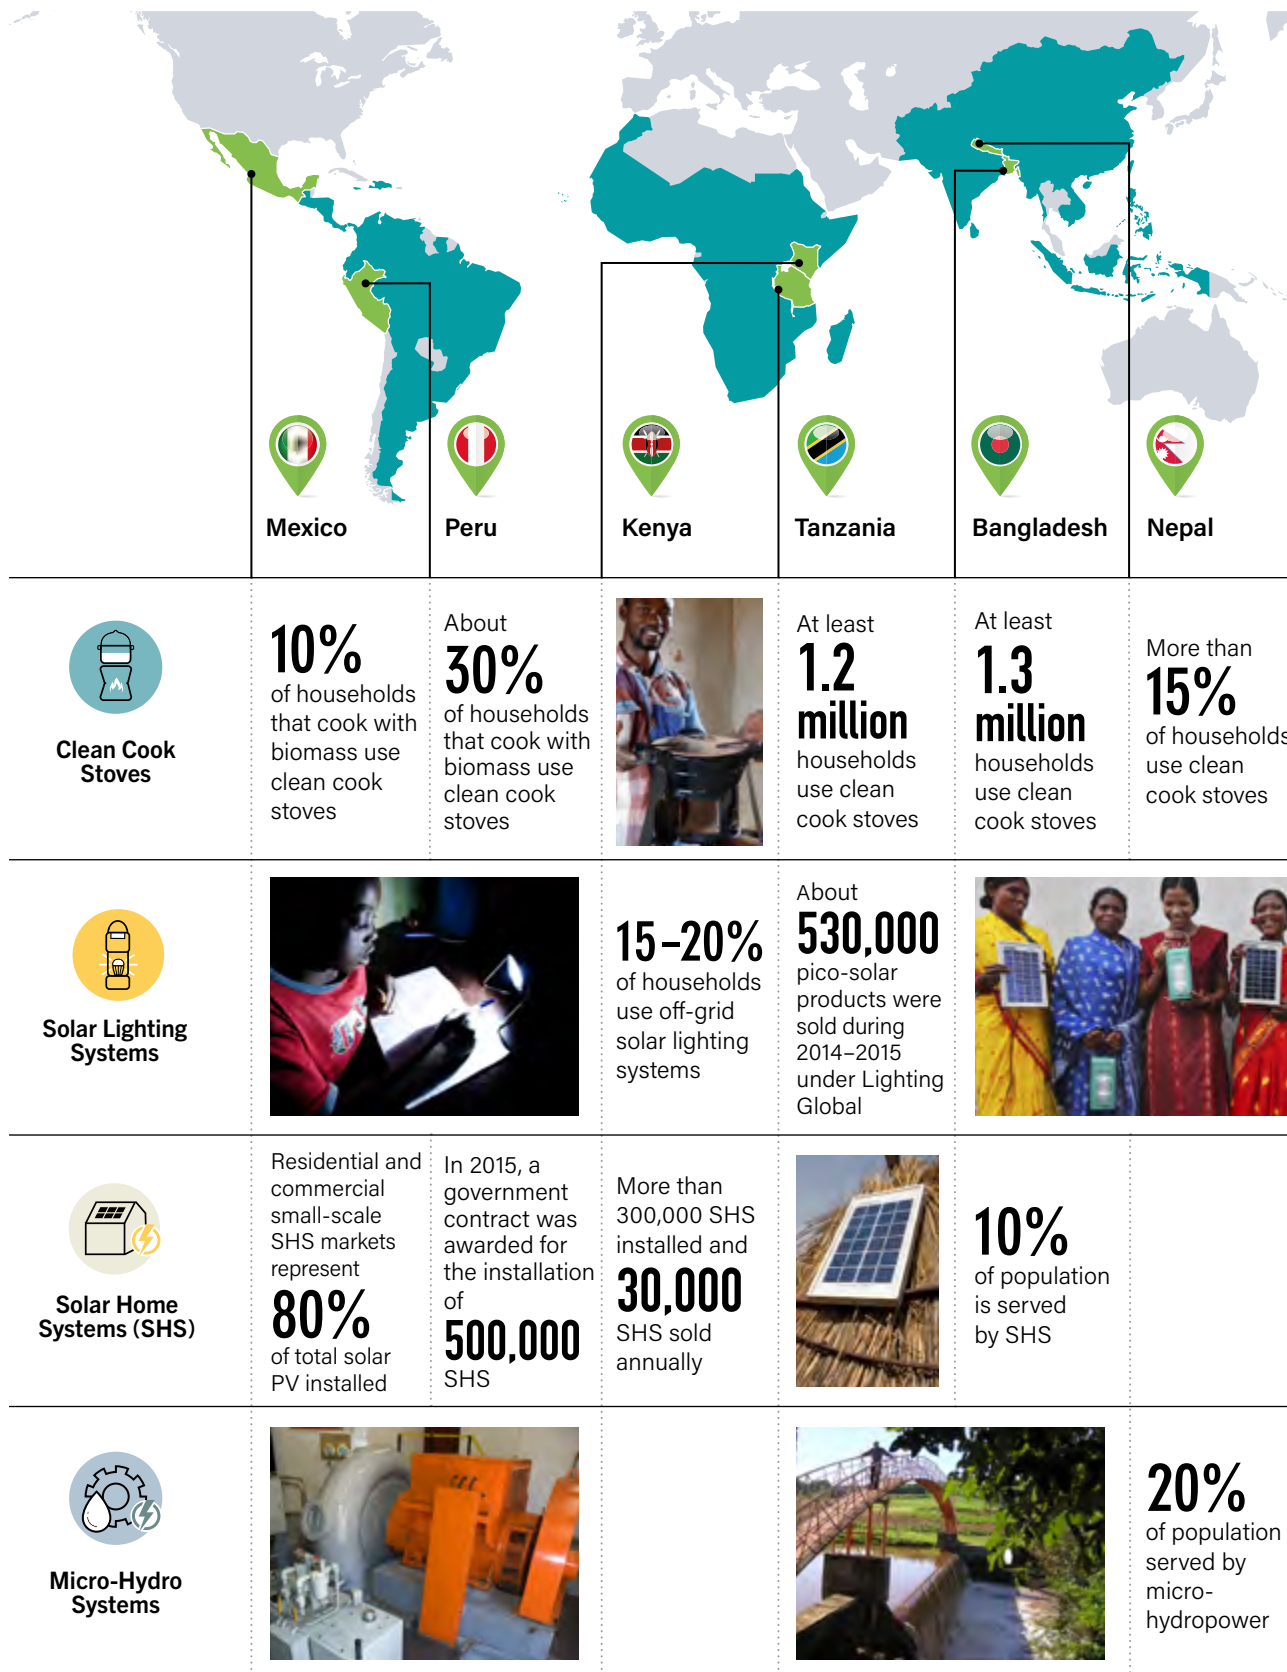 Mexico
Peru
Kenya
Tanzania
Bangladesh
Nepal
Clean Cook
Stoves
10%
of households
that cook with
biomass use
clean cook
stoves
About
30%
of households
that cook with
biomass use
clean cook
stoves
At least
1.2
million
households
use clean
cook stoves
At least
1.3
million
households
use clean
cook stoves
More than
15%
of households
use clean
cook stoves
Solar Lighting
Systems
15–20%
of households
use off-grid
solar lighting
systems
About
530,000
pico-solar
products were
sold during
2014–2015
under Lighting
Global
Solar Home
Systems (SHS)
Residential and
commercial
small-scale
SHS markets
represent
80%
of total solar
PV installed
In 2015, a
government
contract was
awarded for
the installation
of
500,000
SHS
More than
300,000 SHS
installed and
30,000
SHS sold
annually
10%
of population
is served
by SHS
Micro-Hydro
Systems
20%
of population
served by
micro-
hydropower